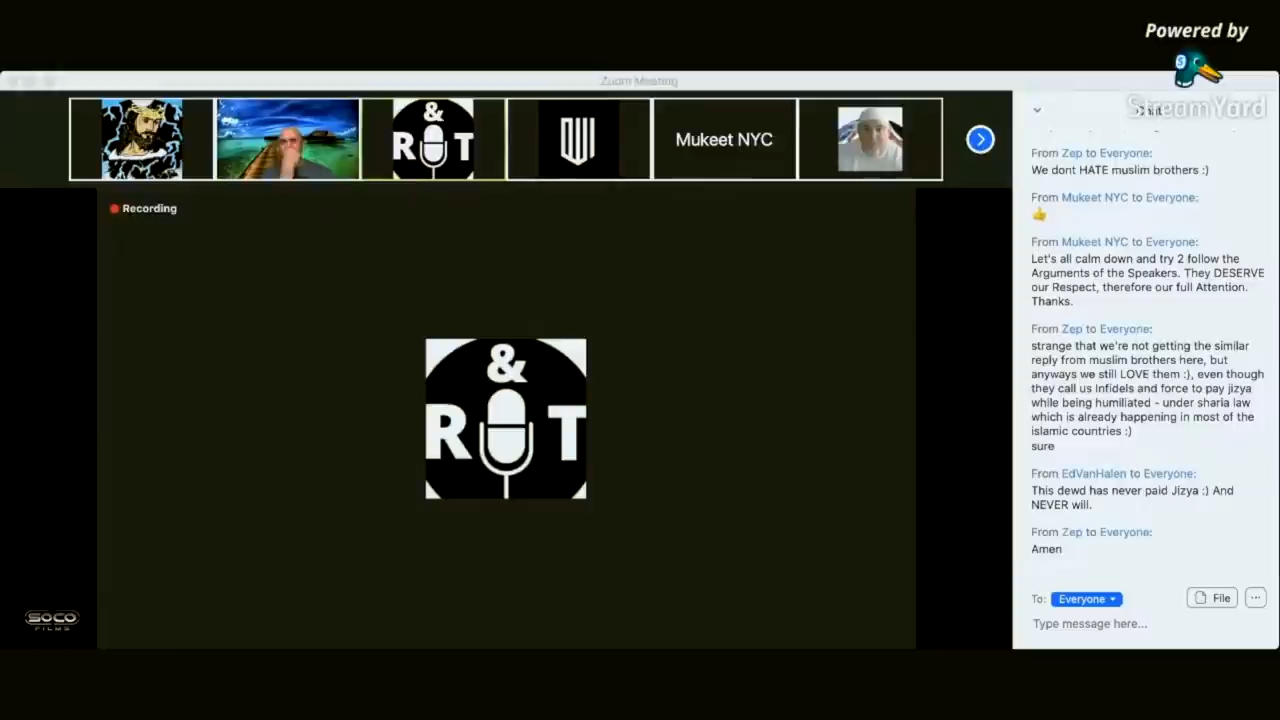 Powered by
StreamYard
Zoom Meeting
&
R T
Mukeet NYC
Recording
&
R T
SOCO
FILMS
From Zep to Everyone:
We dont HATE muslim brothers :)
From Mukeet NYC to Everyone:
👍
From Mukeet NYC to Everyone:
Let's all calm down and try 2 follow the
Arguments of the Speakers. They DESERVE
our Respect, therefore our full Attention.
Thanks.
From Zep to Everyone:
strange that we're not getting the similar
reply from muslim brothers here, but
anyways we still LOVE them :), even though
they call us Infidels and force to pay jizya
while being humiliated - under sharia law
which is already happening in most of the
islamic countries :)
sure
From EdVanHalen to Everyone:
This dewd has never paid Jizya :) And
NEVER will.
From Zep to Everyone:
Amen
To: Everyone
File
Type message here...